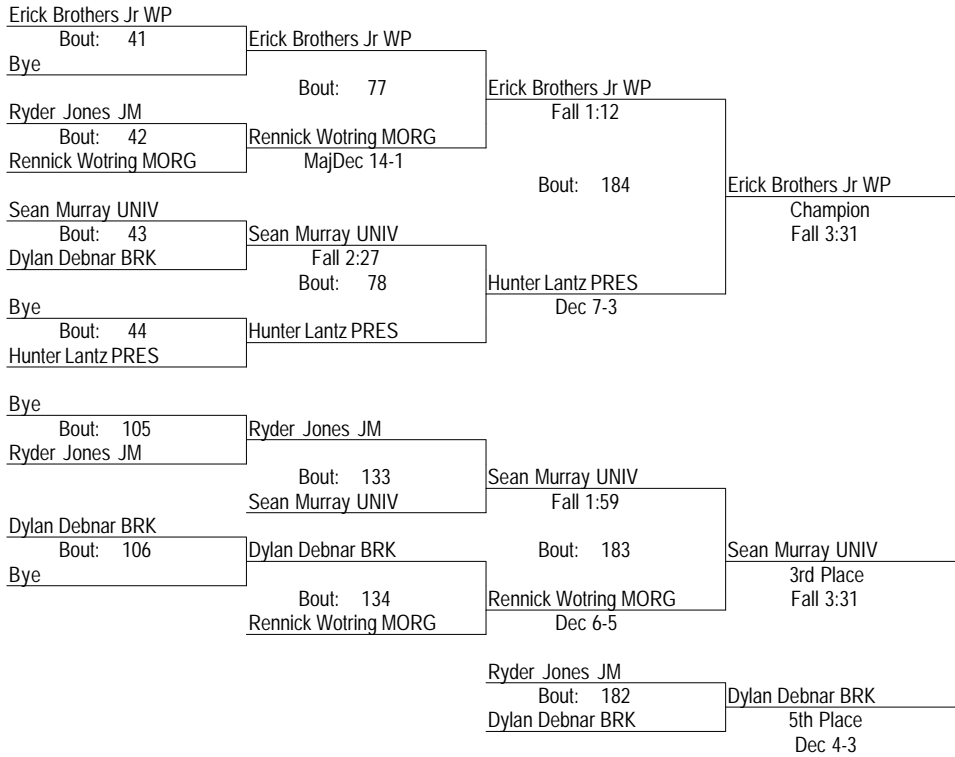 Erick Brothers Jr WP
Bout: 41
Erick Brothers Jr WP
Bye
Bout: 77
Erick Brothers Jr WP
Ryder Jones JM
Fall 1:12
Bout: 42
Rennick Wotring MORG
Rennick Wotring MORG
MajDec 14-1
Bout: 184
Erick Brothers Jr WP
Sean Murray UNIV
Champion
Bout: 43
Sean Murray UNIV
Fall 3:31
Dylan Debnar BRK
Fall 2:27
Bout: 78
Hunter Lantz PRES
Bye
Dec 7-3
Bout: 44
Hunter Lantz PRES
Hunter Lantz PRES
Bye
Bout: 105
Ryder Jones JM
Ryder Jones JM
Bout: 133
Sean Murray UNIV
Sean Murray UNIV
Fall 1:59
Dylan Debnar BRK
Bout: 106
Dylan Debnar BRK
Bout: 183
Sean Murray UNIV
Bye
3rd Place
Bout: 134
Rennick Wotring MORG
Fall 3:31
Rennick Wotring MORG
Dec 6-5
Ryder Jones JM
Bout: 182
Dylan Debnar BRK
Dylan Debnar BRK
5th Place
Dec 4-3